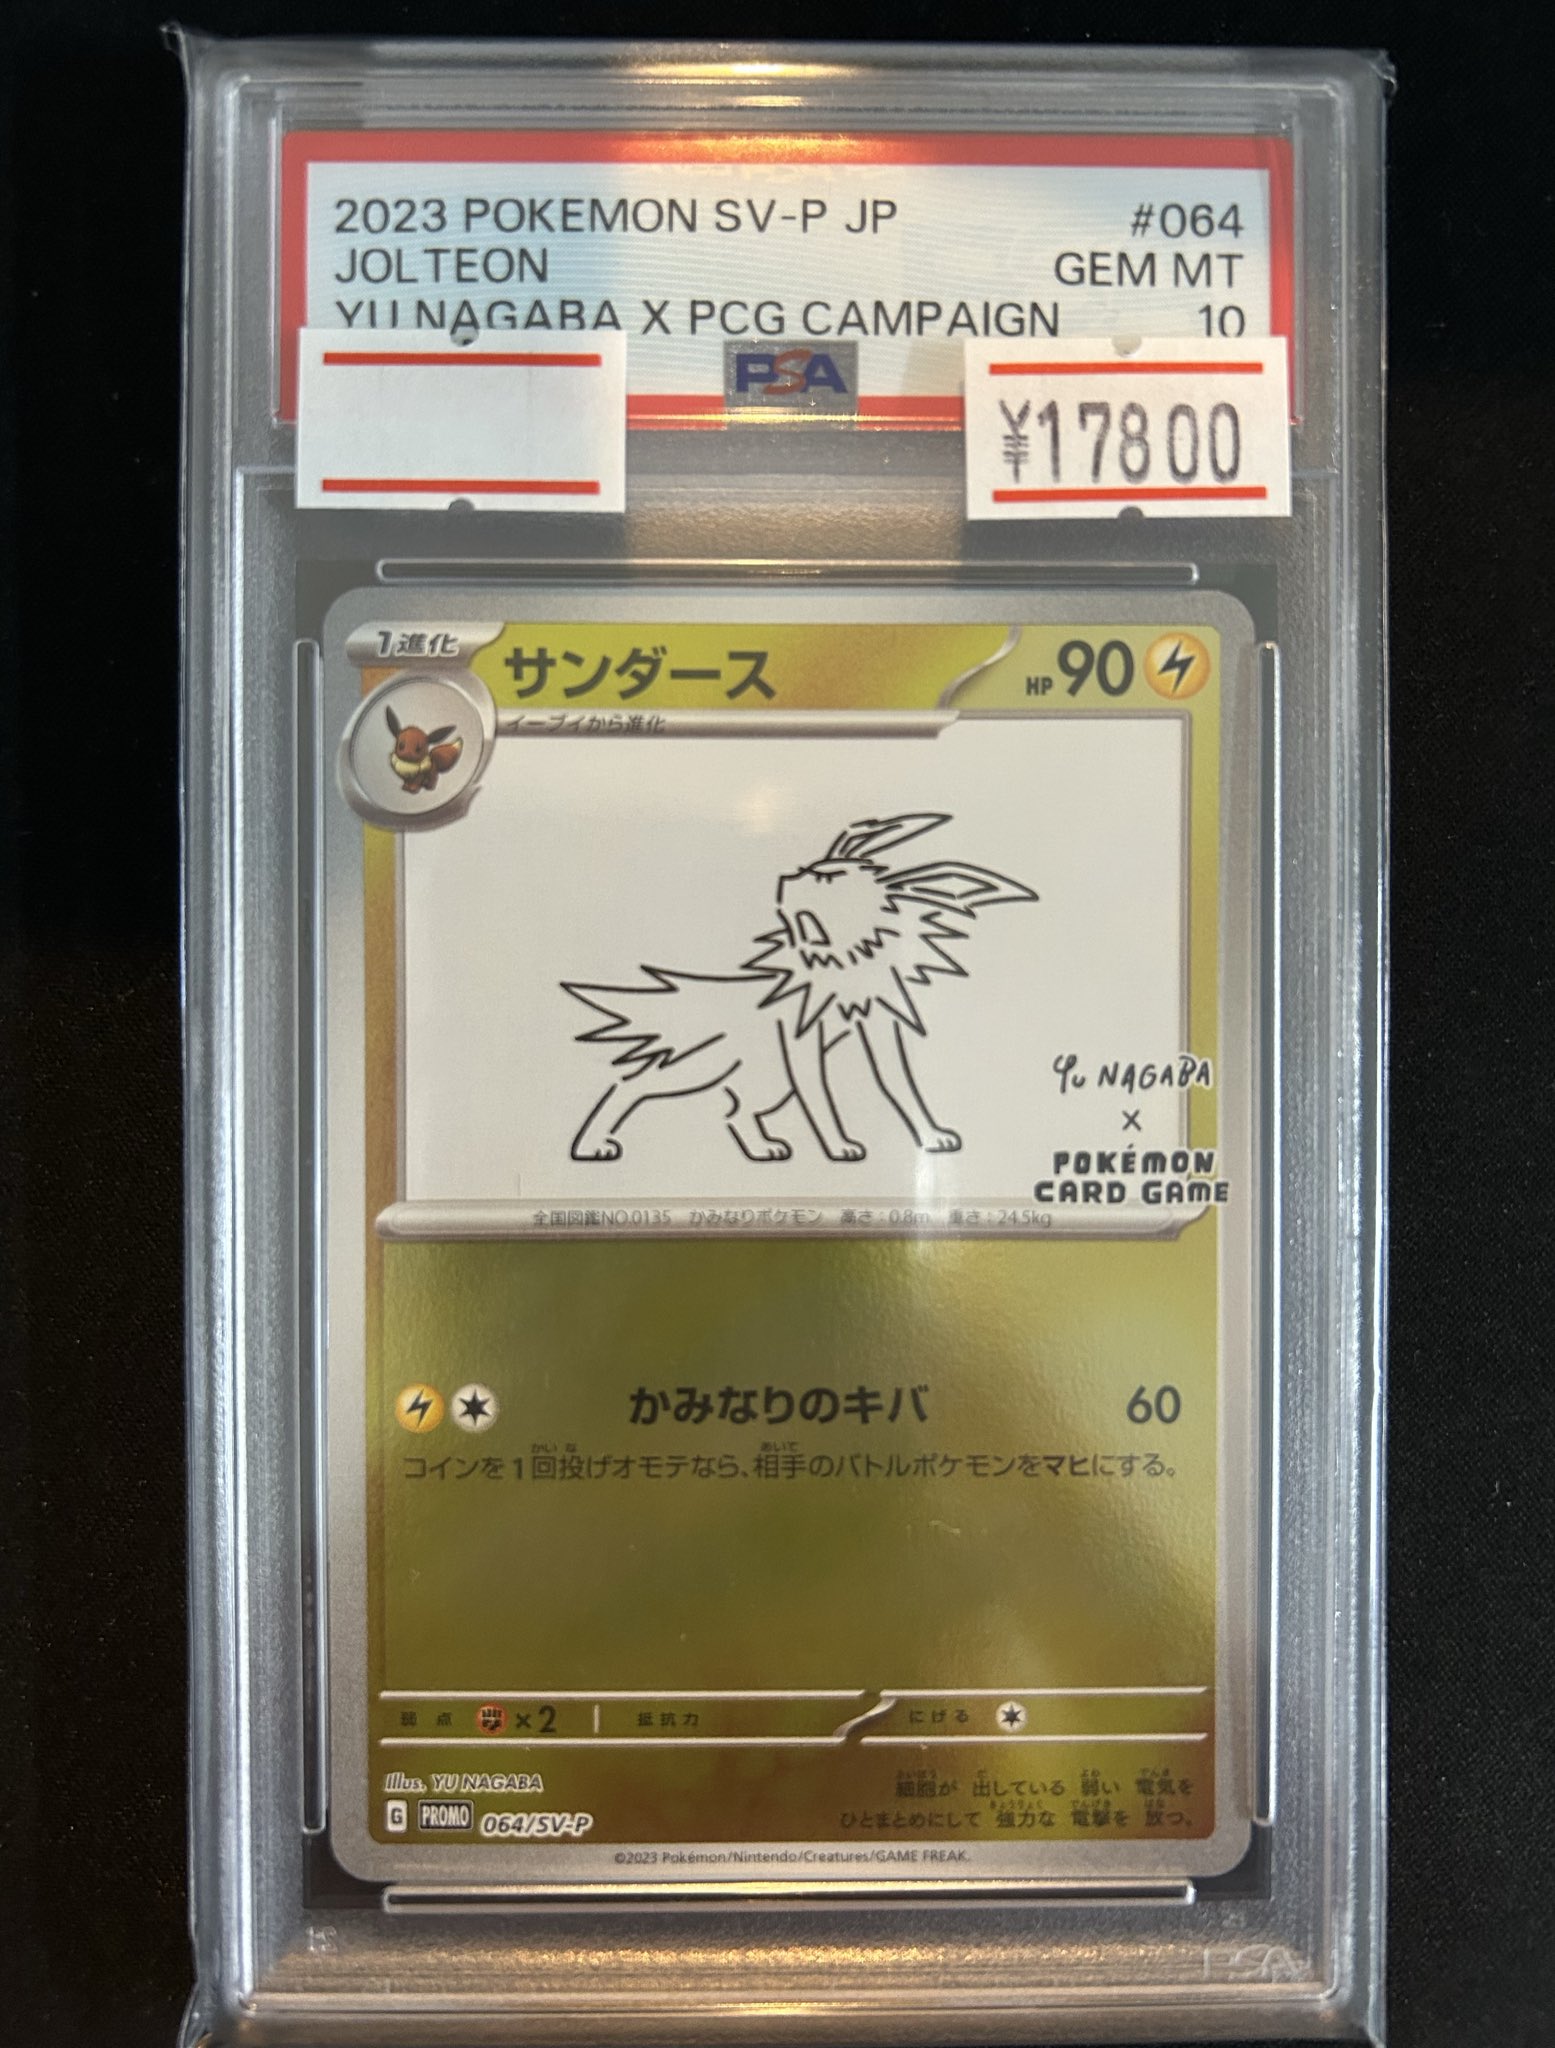 2023 POKEMON SV-P JP #064
JOLTEON GEM MT
YU NAGABA X PCG CAMPAIGN 10
PSA
¥17800
1進化
サンダース
HP 90
イーブイから進化
YU NAGABA
×
POKÉMON
CARD GAME
全国図鑑NO.0135 かみなりポケモン 高さ:0.8m 重さ:24.5kg
かみなりのキバ 60
コインを1回投げオモテなら、相手のバトルポケモンをマヒにする。
弱点 ×2 抵抗力 にげる
Illus. YU NAGABA
細胞が 出している 弱い 電気を
G PROMO 064/SV-P
ひとまとめにして 強力な 電撃を 放つ。
©2023 Pokémon/Nintendo/Creatures/GAME FREAK.
PSA